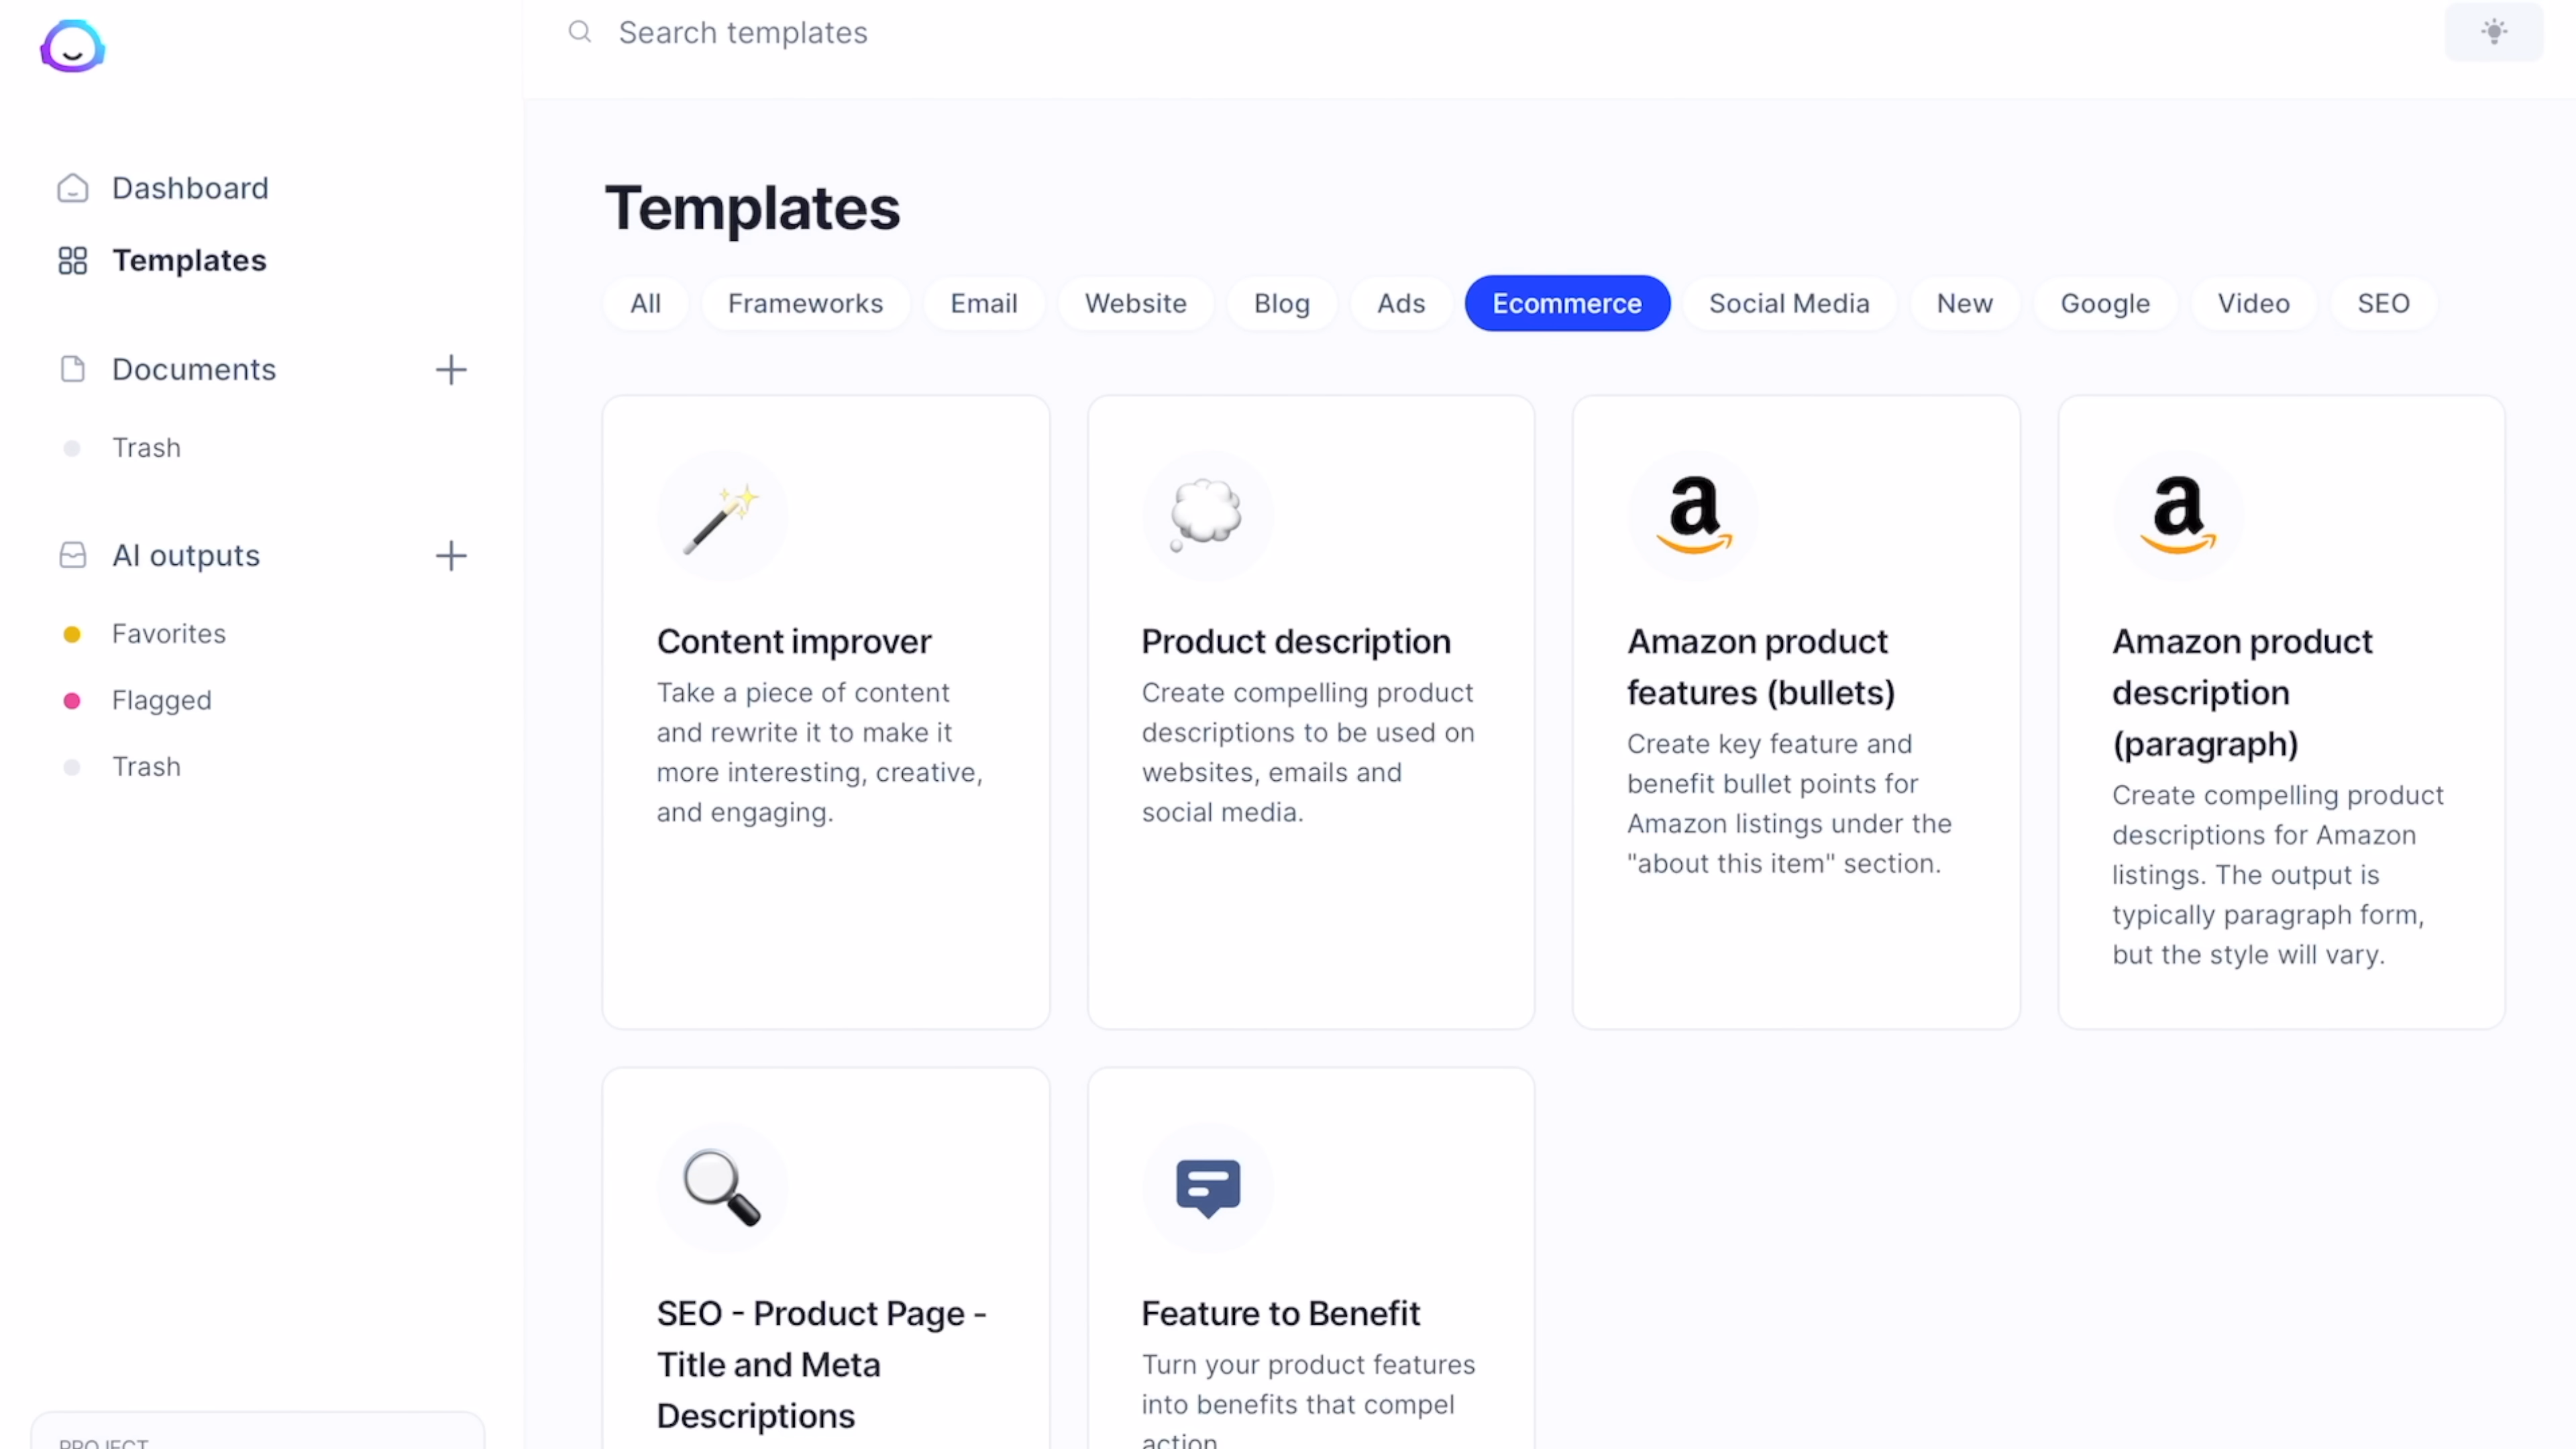 Search templates
Dashboard
Templates
Documents
Trash
AI outputs
Favorites
Flagged
Trash
PROJECT
Templates
All
Frameworks
Email
Website
Blog
Ads
Ecommerce
Social Media
New
Google
Video
SEO
Content improver
Take a piece of content
and rewrite it to make it
more interesting, creative,
and engaging.
Product description
Create compelling product
descriptions to be used on
websites, emails and
social media.
a
Amazon product
features (bullets)
Create key feature and
benefit bullet points for
Amazon listings under the
"about this item" section.
a
Amazon product
description
(paragraph)
Create compelling product
descriptions for Amazon
listings. The output is
typically paragraph form,
but the style will vary.
SEO - Product Page -
Title and Meta
Descriptions
Feature to Benefit
Turn your product features
into benefits that compel
action.